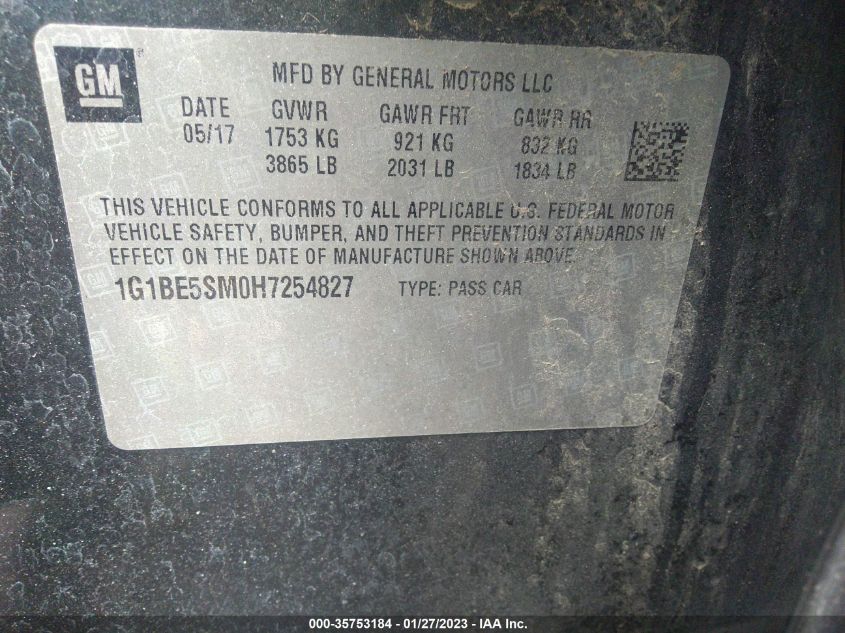 GM
MFD BY GENERAL MOTORS LLC
DATE GVWR GAWR FRT GAWR RR
05/17 1753 KG 921 KG 832 KG
3865 LB 2031 LB 1834 LB
THIS VEHICLE CONFORMS TO ALL APPLICABLE U.S. FEDERAL MOTOR
VEHICLE SAFETY, BUMPER, AND THEFT PREVENTION STANDARDS IN
EFFECT ON THE DATE OF MANUFACTURE SHOWN ABOVE.
1G1BE5SM0H7254827 TYPE: PASS CAR
000-35753184 - 01/27/2023 - © IAA Inc.